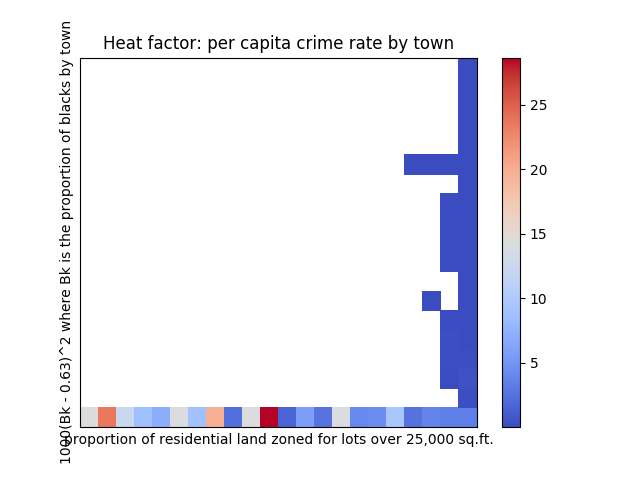 Heat factor: per capita crime rate by town
1000(Bk - 0.63)^2 where Bk is the proportion of blacks by town
25
20
15
10
5
proportion of residential land zoned for lots over 25,000 sq.ft.